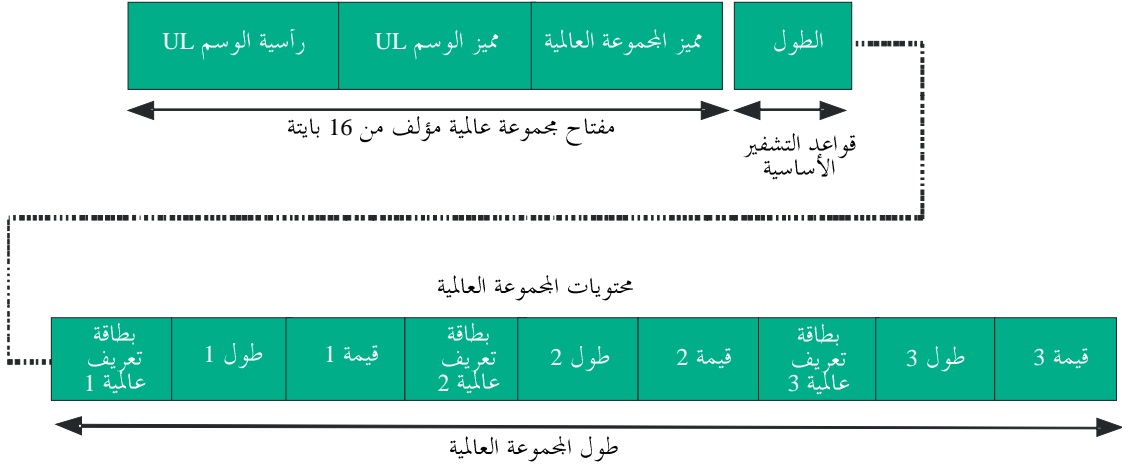 رأسية الوسم UL
مميز الوسم UL
مميز المجموعة العالمية
الطول
مفتاح مجموعة عالمية مؤلف من 16 بايتة
قواعد التشفير
الأساسية
محتويات المجموعة العالمية
بطاقة
تعريف
عالمية 1
طول 1
قيمة 1
بطاقة
تعريف
عالمية 2
طول 2
قيمة 2
بطاقة
تعريف
عالمية 3
طول 3
قيمة 3
طول المجموعة العالمية